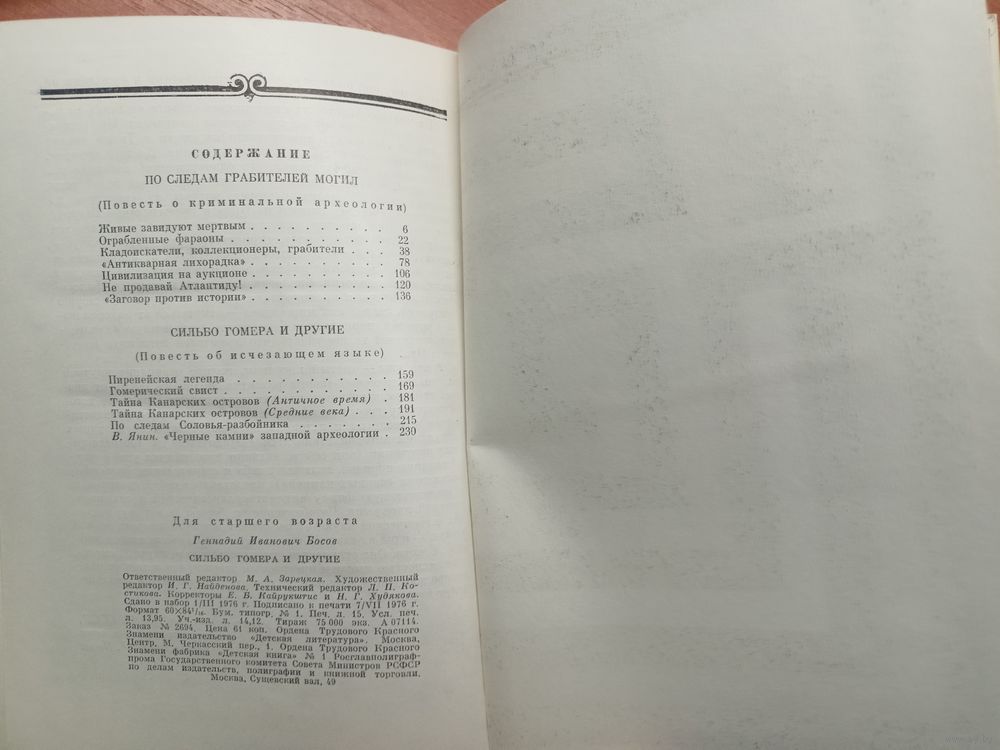 СОДЕРЖАНИЕ
ПО СЛЕДАМ ГРАБИТЕЛЕЙ МОГИЛ
(Повесть о криминальной археологии)
Живые завидуют мертвым . . . . . . . . . . 6
Ограбленные фараоны . . . . . . . . . . . 22
Кладоискатели, коллекционеры, грабители . . . 38
«Антикварная лихорадка» . . . . . . . . . . 78
Цивилизация на аукционе . . . . . . . . . . 106
Не продавай Атлантиду! . . . . . . . . . . 120
«Заговор против истории» . . . . . . . . . . 136
СИЛЬБО ГОМЕРА И ДРУГИЕ
(Повесть об исчезающем языке)
Пиренейская легенда . . . . . . . . . . . 159
Гомерический свист . . . . . . . . . . . . 169
Тайна Канарских островов (Античное время) . 181
Тайна Канарских островов (Средние века) . . . 191
По следам Соловья-разбойника . . . . . . . 215
В. Янин. «Черные камни» западной археологии . 230
Для старшего возраста
Геннадий Иванович Босов
СИЛЬБО ГОМЕРА И ДРУГИЕ
Ответственный редактор М. А. Зарецкая. Художественный
редактор И. Г. Найденова. Технический редактор Л. П. Ко-
стикова. Корректоры Е. Б. Кайрукштис и Н. Г. Худякова.
Сдано в набор 1/III 1976 г. Подписано к печати 7/VII 1976 г.
Формат 60×84¹/₁₆. Бум. типогр. № 1. Печ. л. 15. Усл. печ.
л. 13,95. Уч.-изд. л. 14,12. Тираж 75 000 экз. А 07114.
Заказ № 2694. Цена 61 коп. Ордена Трудового Красного
Знамени издательство «Детская литература». Москва,
Центр, М. Черкасский пер., 1. Ордена Трудового Красного
Знамени фабрика «Детская книга» № 1 Росглавполиграф-
прома Государственного комитета Совета Министров РСФСР
по делам издательств, полиграфии и книжной торговли.
Москва, Сущевский вал, 49